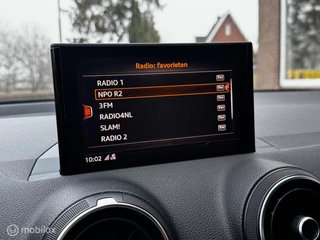 Radio: favorieten
RADIO 1
NPO R2
3FM
RADIO4NL
SLAM!
RADIO 2
10:02
mobilox